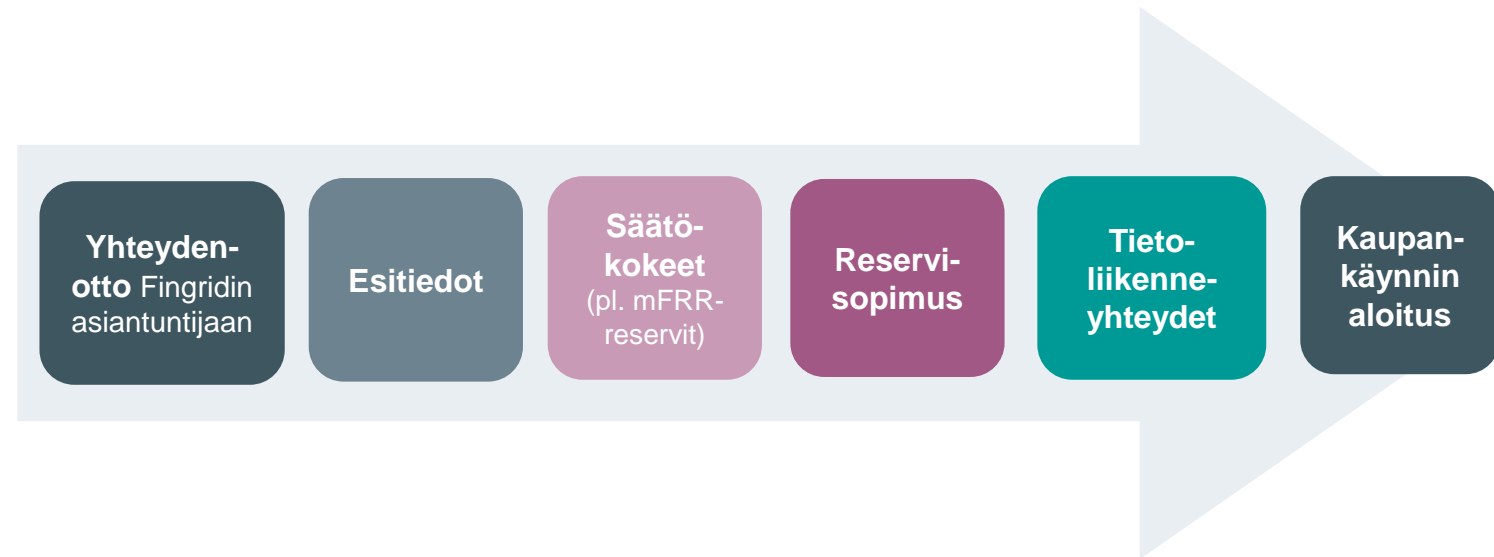 Yhteyden-
otto Fingridin
asiantuntijaan
Esitiedot
Säätö-
kokeet
(pl. mFRR-
reservit)
Reservi-
sopimus
Tieto-
liikenne-
yhteydet
Kaupan-
käynnin
aloitus